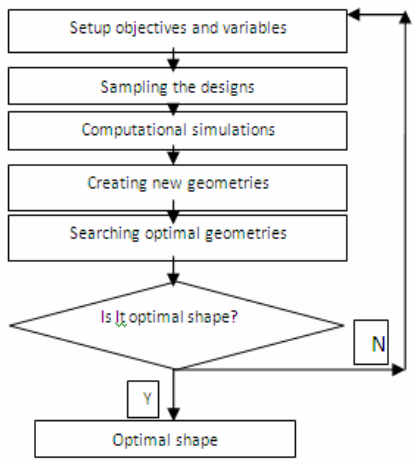 Setup objectives and variables
Sampling the designs
Computational simulations
Creating new geometries
Searching optimal geometries
Is It optimal shape?
N
Y
Optimal shape